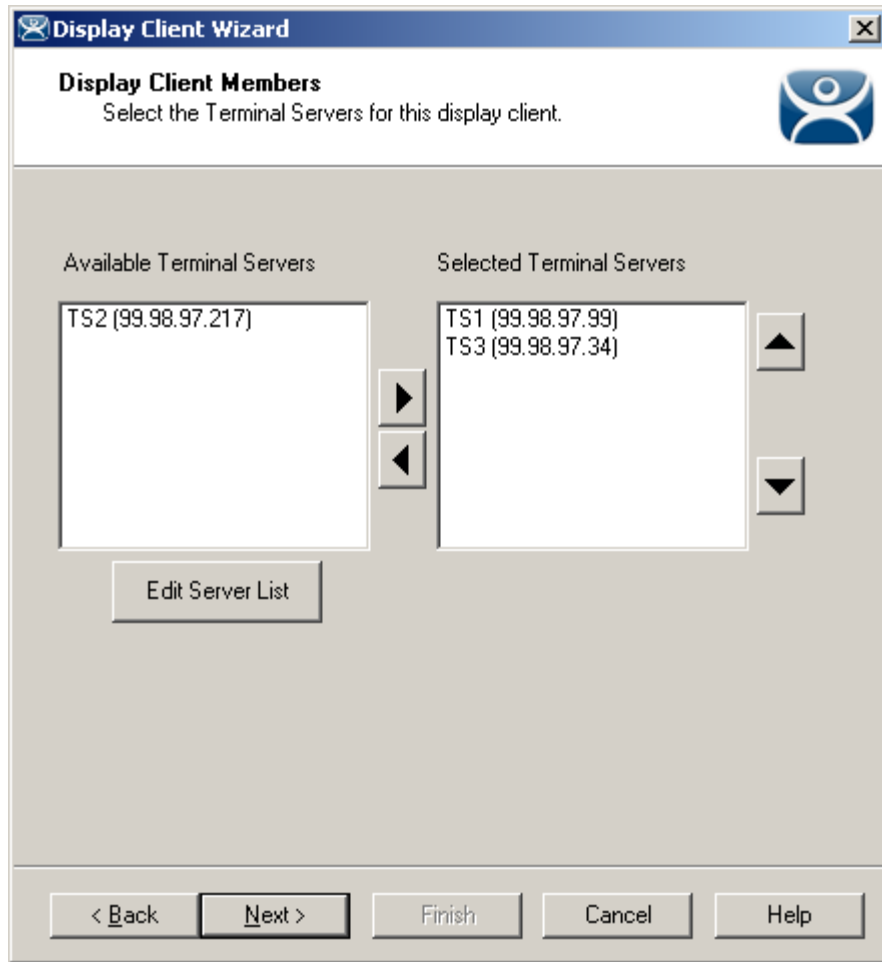 Display Client Wizard
Display Client Members
Select the Terminal Servers for this display client.
Available Terminal Servers
Selected Terminal Servers
TS2 (99.98.97.217)
TS1 (99.98.97.99)
TS3 (99.98.97.34)
Edit Server List
< Back
Next >
Finish
Cancel
Help